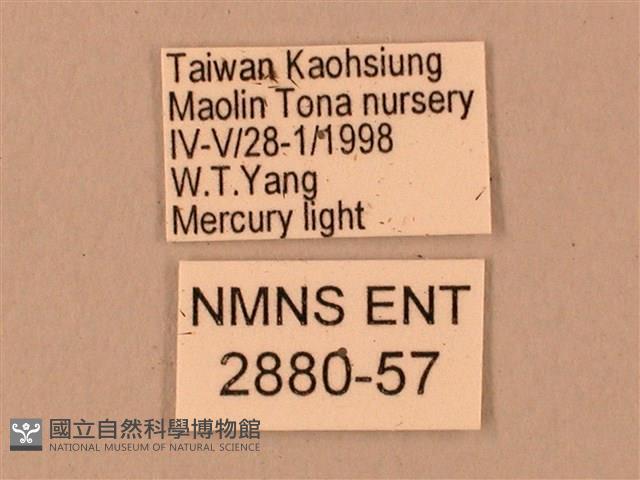 Taiwan Kaohsiung
Maolin Tona nursery
IV-V/28-1/1998
W.T.Yang
Mercury light
NMNS ENT
2880-57
國立自然科學博物館
NATIONAL MUSEUM OF NATURAL SCIENCE